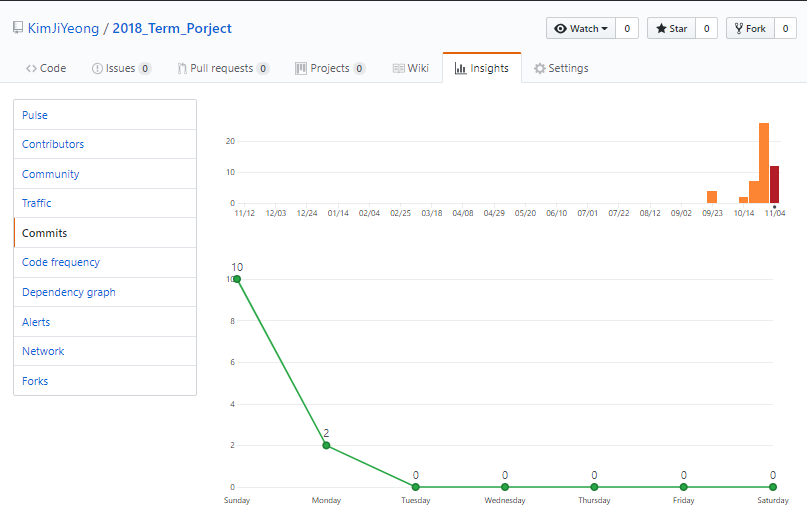 KimJiYeong / 2018_Term_Porject
Watch 0 Star 0 Fork 0
Code Issues 0 Pull requests 0 Projects 0 Wiki Insights Settings
Pulse
Contributors
Community
Traffic
Commits
Code frequency
Dependency graph
Alerts
Network
Forks
20
10
0
11/12 12/03 12/24 01/14 02/04 02/25 03/18 04/08 04/29 05/20 06/10 07/01 07/22 08/12 09/02 09/23 10/14 11/04
10
10
8
6
4
2
2
0 0 0 0 0
0
Sunday Monday Tuesday Wednesday Thursday Friday Saturday